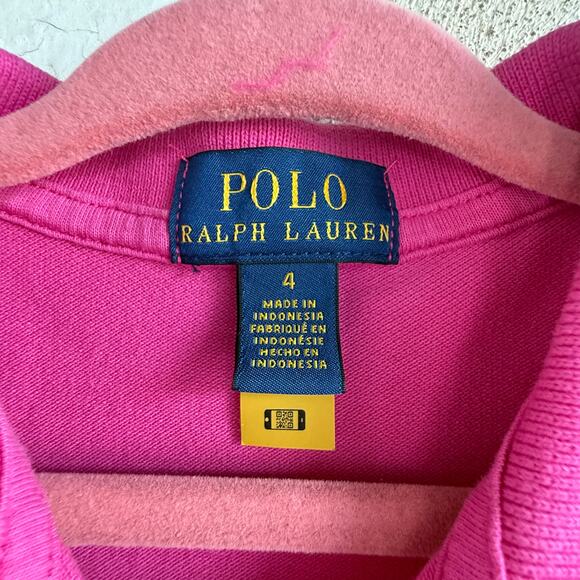 POLO
RALPH LAUREN
4
MADE IN
INDONESIA
FABRIQUÉ EN
INDONÉSIE
HECHO EN
INDONESIA